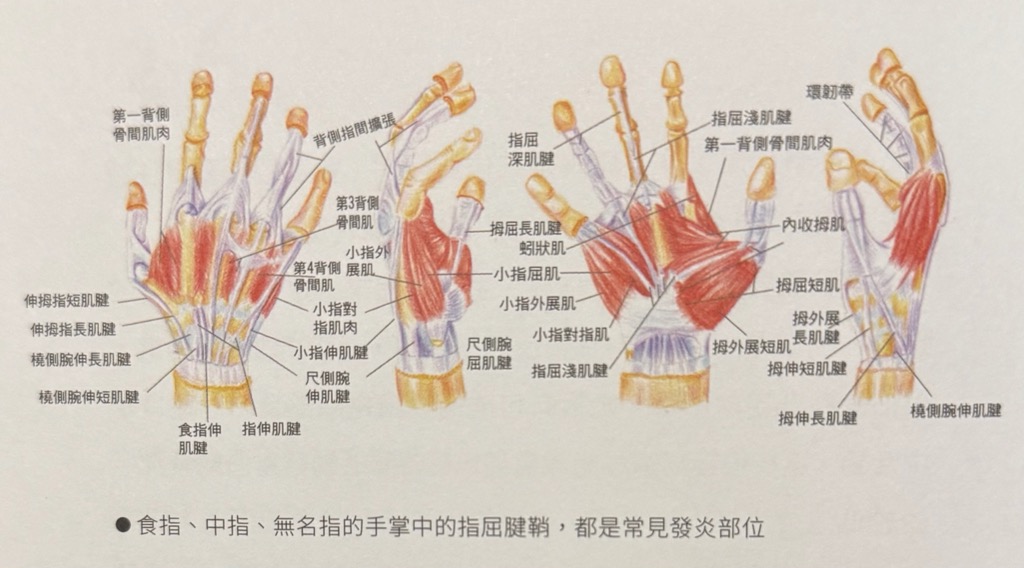 第一背側
骨間肌肉
背側指間擴張
第3背側
骨間肌
小指外
展肌
第4背側
骨間肌
小指對
指肌肉
小指伸肌腱
尺側腕
伸肌腱
伸拇指短肌腱
伸拇指長肌腱
橈側腕伸長肌腱
橈側腕伸短肌腱
食指伸
肌腱
指伸肌腱
尺側腕
屈肌腱
指屈
深肌腱
指屈淺肌腱
第一背側骨間肌肉
拇屈長肌腱
蚓狀肌
小指屈肌
小指外展肌
小指對指肌
指屈淺肌腱
內收拇肌
拇屈短肌
拇外展短肌
環韌帶
拇外展
長肌腱
拇伸短肌腱
拇伸長肌腱
橈側腕伸肌腱
●食指、中指、無名指的手掌中的指屈腱鞘，都是常見發炎部位